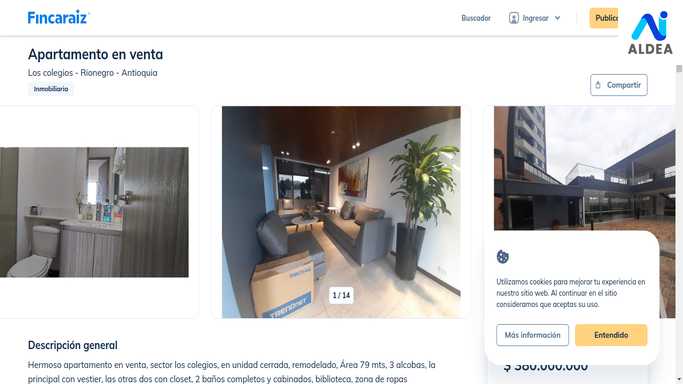 Fincaraiz
Buscador
Ingresar
Public
ALDEA
Apartamento en venta
Los colegios - Rionegro - Antioquia
Inmobiliario
Compartir
TRENDNET
1 / 14
Utilizamos cookies para mejorar tu experiencia en
nuestro sitio web. Al continuar en el sitio
consideramos que aceptas su uso.
Más información
Entendido
$ 380.000.000
Descripción general
Hermoso apartamento en venta, sector los colegios, en unidad cerrada, remodelado, Área 79 mts, 3 alcobas, la
principal con vestier, las otras dos con closet, 2 baños completos y cabinados, biblioteca, zona de ropas